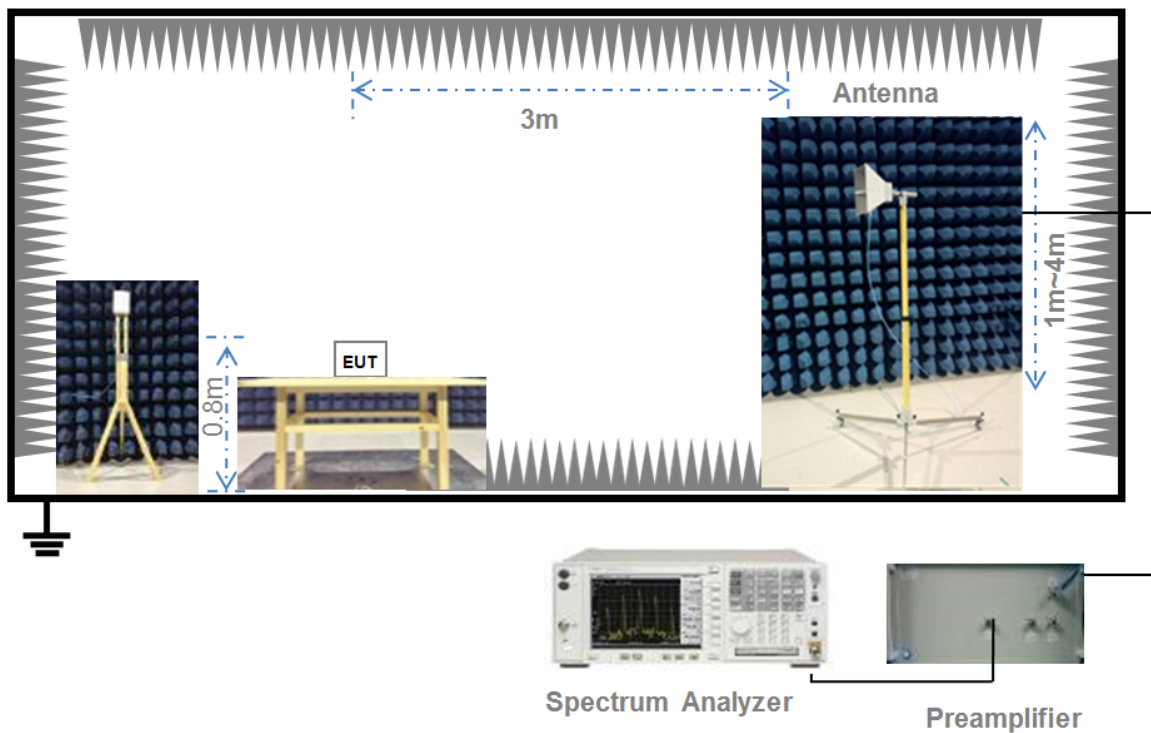 Antenna
3m
1m~4m
EUT
0.8m
Spectrum Analyzer
Preamplifier